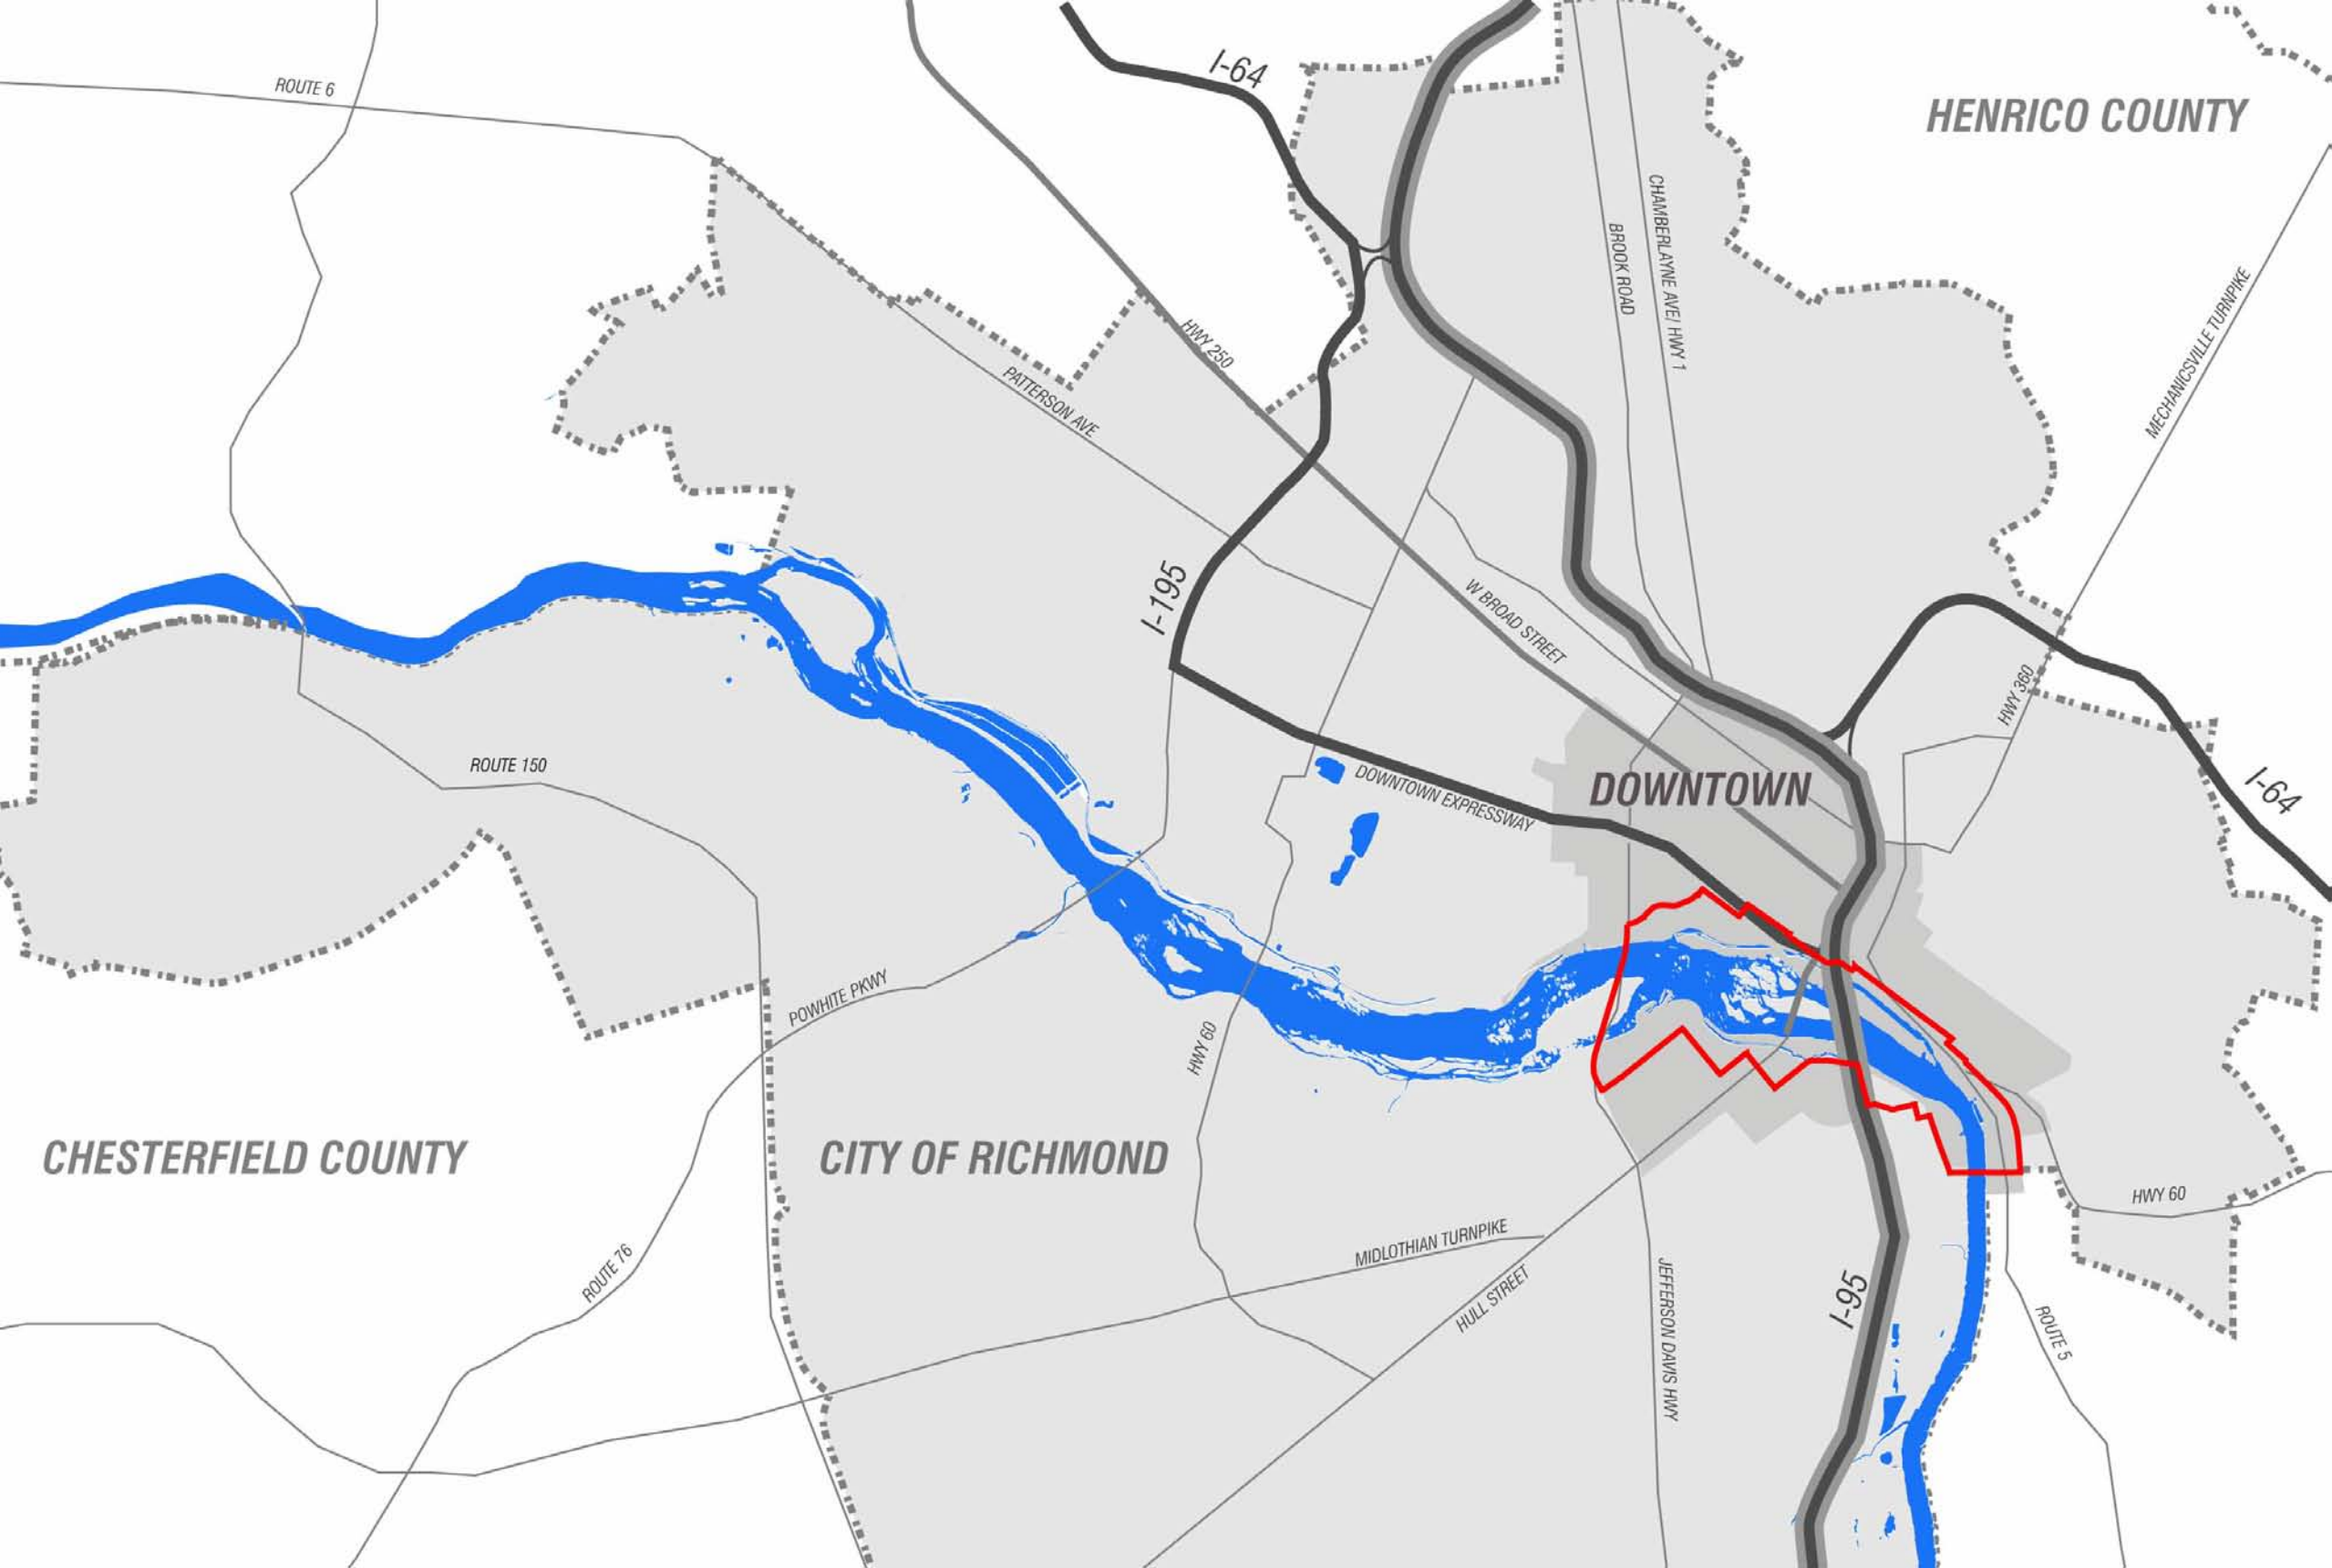 I-64
ROUTE 6
HENRICO COUNTY
CHAMBERLAYNE AVE/ HWY 1
BROOK ROAD
MECHANICSVILLE TURNPIKE
HWY 250
PATTERSON AVE
I-195
W BROAD STREET
HWY 360
ROUTE 150
DOWNTOWN
DOWNTOWN EXPRESSWAY
I-64
POWHITE PKWY
HWY 60
CHESTERFIELD COUNTY
CITY OF RICHMOND
HWY 60
MIDLOTHIAN TURNPIKE
ROUTE 76
HULL STREET
JEFFERSON DAVIS HWY
I-95
ROUTE 5